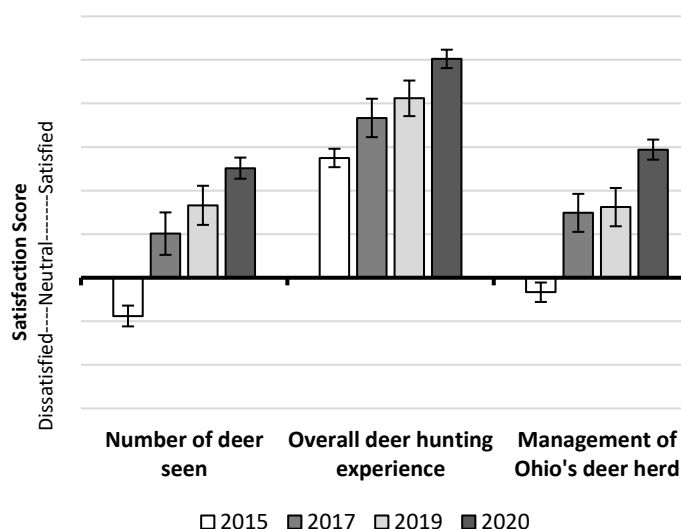 Satisfaction Score
Dissatisfied----Neutral-------Satisfied
Number of deer
seen
Overall deer hunting
experience
Management of
Ohio's deer herd
2015 2017 2019 2020